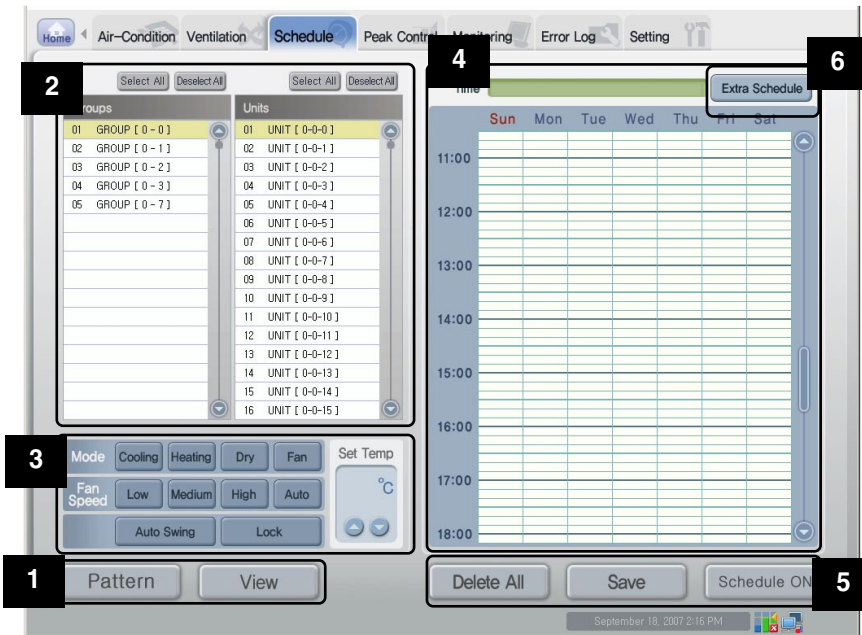 Home Air-Condition Ventilation Schedule Peak Control Monitoring Error Log Setting
2
Select All Deselect All Select All Deselect All
Groups Units
01 GROUP [ 0 - 0 ] 01 UNIT [ 0-0-0 ]
02 GROUP [ 0 - 1 ] 02 UNIT [ 0-0-1 ]
03 GROUP [ 0 - 2 ] 03 UNIT [ 0-0-2 ]
04 GROUP [ 0 - 3 ] 04 UNIT [ 0-0-3 ]
05 GROUP [ 0 - 7 ] 05 UNIT [ 0-0-4 ]
06 UNIT [ 0-0-5 ]
07 UNIT [ 0-0-6 ]
08 UNIT [ 0-0-7 ]
09 UNIT [ 0-0-8 ]
10 UNIT [ 0-0-9 ]
11 UNIT [ 0-0-10 ]
12 UNIT [ 0-0-11 ]
13 UNIT [ 0-0-12 ]
14 UNIT [ 0-0-13 ]
15 UNIT [ 0-0-14 ]
16 UNIT [ 0-0-15 ]
3
Mode Cooling Heating Dry Fan Set Temp
Fan Speed Low Medium High Auto °C
Auto Swing Lock
1
Pattern View
4
6
Time Extra Schedule
Sun Mon Tue Wed Thu Fri Sat
11:00
12:00
13:00
14:00
15:00
16:00
17:00
18:00
Delete All Save Schedule ON
5
September 18, 2007 2:16 PM